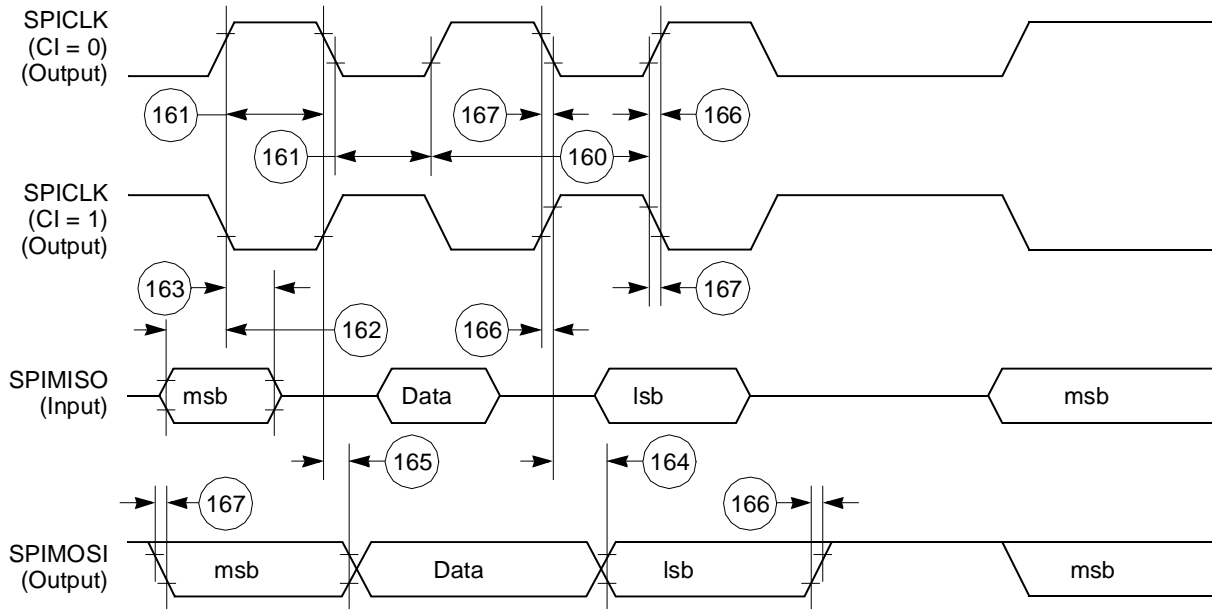 SPICLK
(CI = 0)
(Output)
161
167
166
161
160
SPICLK
(CI = 1)
(Output)
163
167
162
166
SPIMISO
(Input)
msb
Data
lsb
msb
165
164
167
166
SPIMOSI
(Output)
msb
Data
lsb
msb